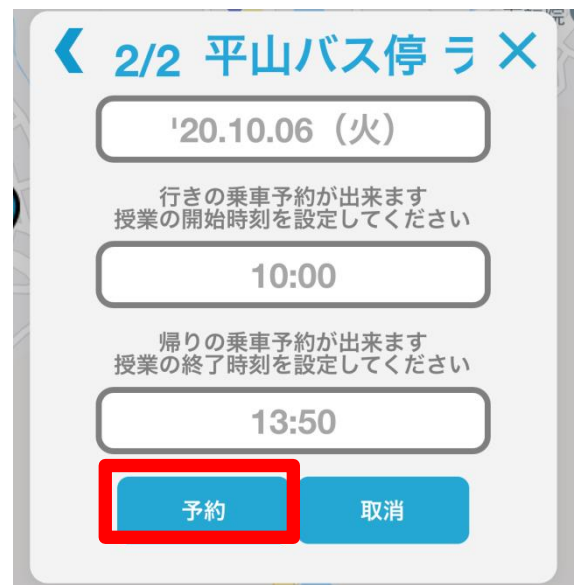 ❮ 2/2 平山バス停 ラ ×
'20.10.06（火）
行きの乗車予約が出来ます
授業の開始時刻を設定してください
10:00
帰りの乗車予約が出来ます
授業の終了時刻を設定してください
13:50
予約 取消